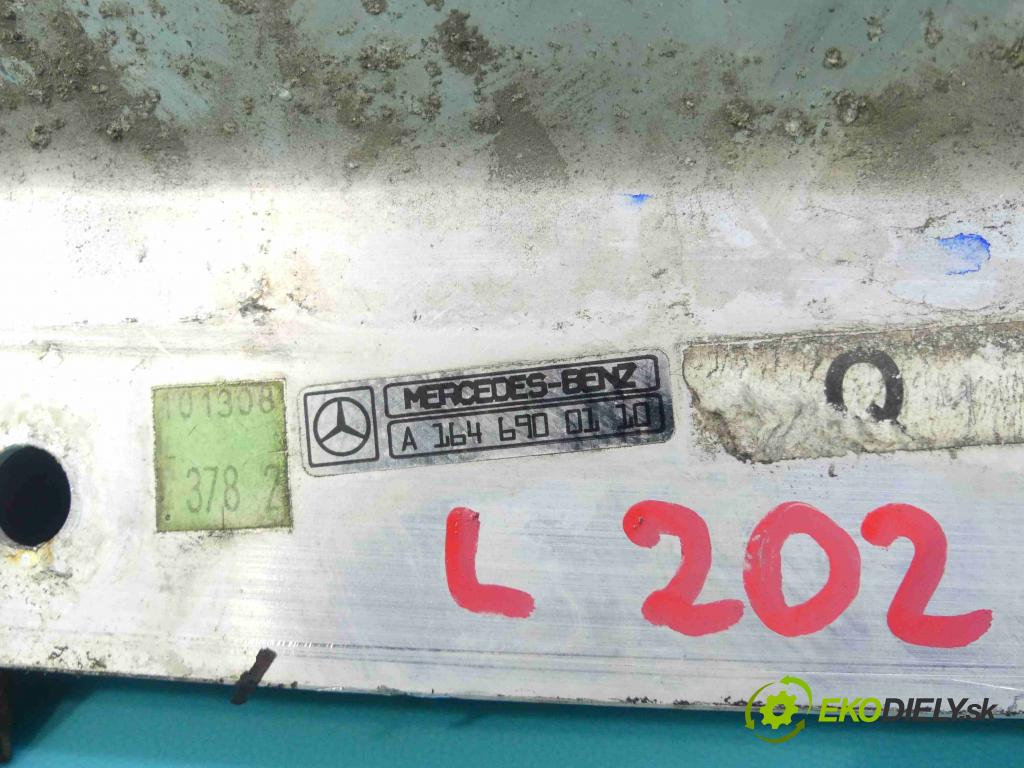 101308
378 2
MERCEDES-BENZ
A 164 690 01 10
Q
L 202
EKODIELY.sk